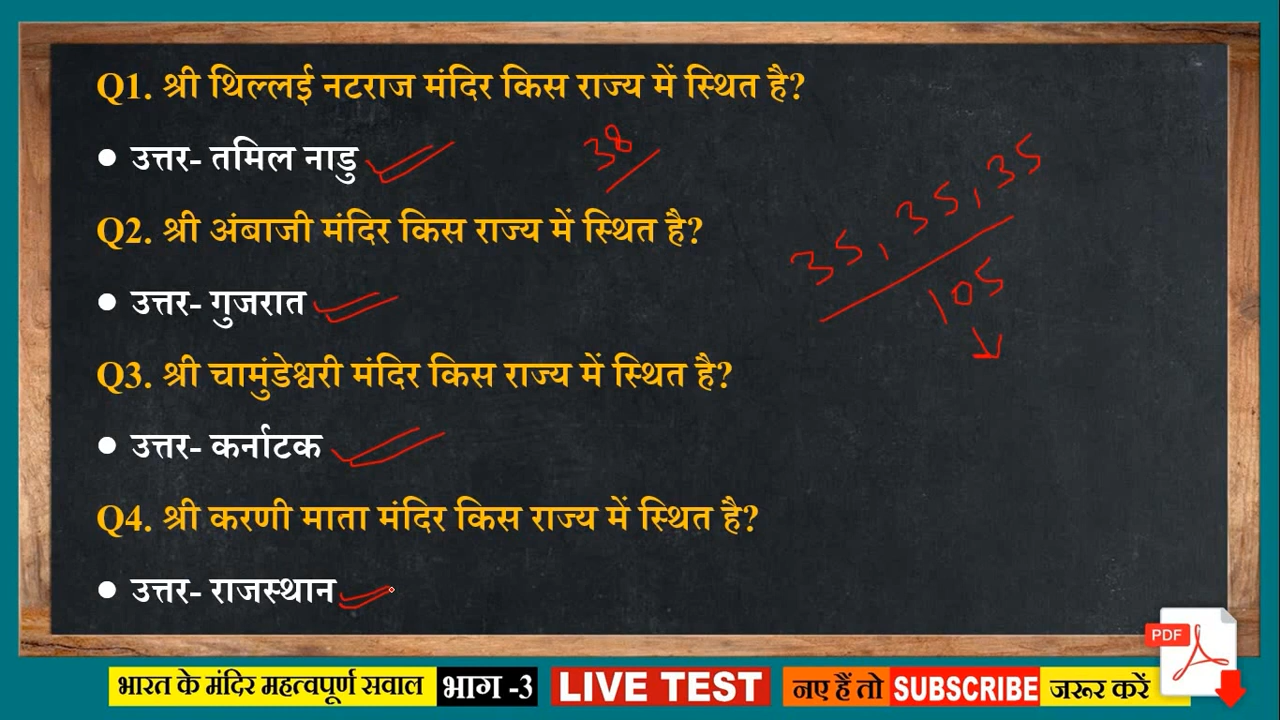 Q1. श्री थिल्लई नटराज मंदिर किस राज्य में स्थित है?
● उत्तर- तमिल नाडु
38
35, 35, 35
105
Q2. श्री अंबाजी मंदिर किस राज्य में स्थित है?
● उत्तर- गुजरात
Q3. श्री चामुंडेश्वरी मंदिर किस राज्य में स्थित है?
● उत्तर- कर्नाटक
Q4. श्री करणी माता मंदिर किस राज्य में स्थित है?
● उत्तर- राजस्थान
PDF
भारत के मंदिर महत्वपूर्ण सवाल भाग -3 LIVE TEST नए हैं तो SUBSCRIBE जरूर करें